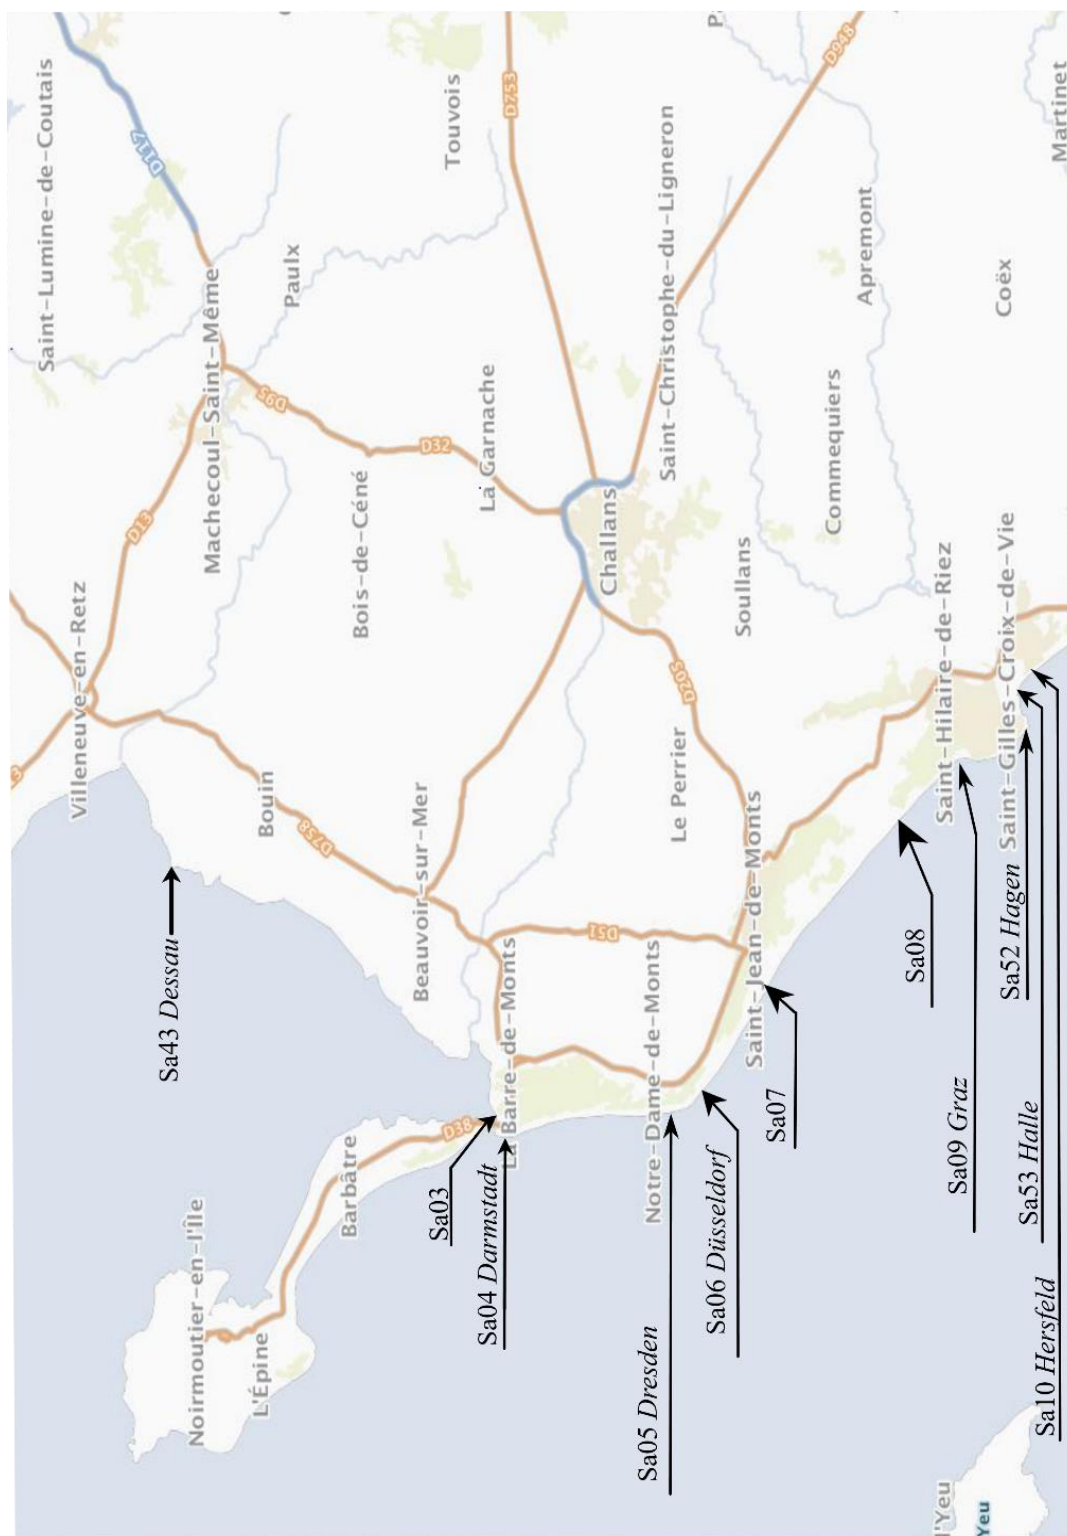 Saint-Lumine-de-Coutais
D117
Touvois
D753
D948
Martinet
Machecoul-Saint-Même
Paulx
Saint-Christophe-du-Ligneron
Apremont
Coëx
D95
D32
La Garnache
Commequiers
D13
Bois-de-Céné
Challans
Soullans
Villeneuve-en-Retz
Saint-Hilaire-de-Riez
Saint-Gilles-Croix-de-Vie
D205
Bouin
D758
Le Perrier
Beauvoir-sur-Mer
D51
Saint-Jean-de-Monts
La Barre-de-Monts
Notre-Dame-de-Monts
D38
Barbâtre
Noirmoutier-en-l'Île
L'Épine
d'Yeu
Yeu
Sa43 Dessau
Sa03
Sa04 Darmstadt
Sa05 Dresden
Sa06 Düsseldorf
Sa07
Sa08
Sa09 Graz
Sa52 Hagen
Sa53 Halle
Sa10 Hersfeld